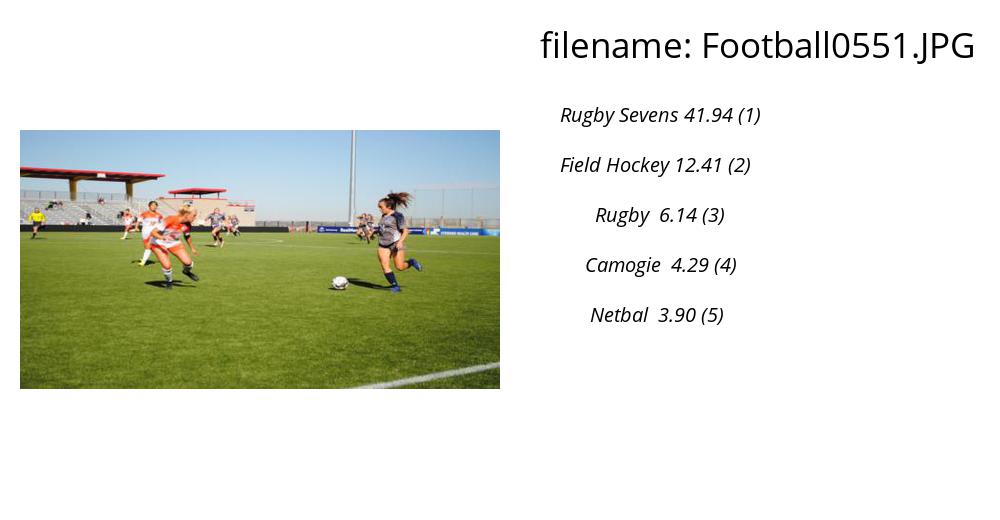 filename: Football0551.JPG
Rugby Sevens 41.94 (1)
Field Hockey 12.41 (2)
Rugby 6.14 (3)
Camogie 4.29 (4)
Netbal 3.90 (5)